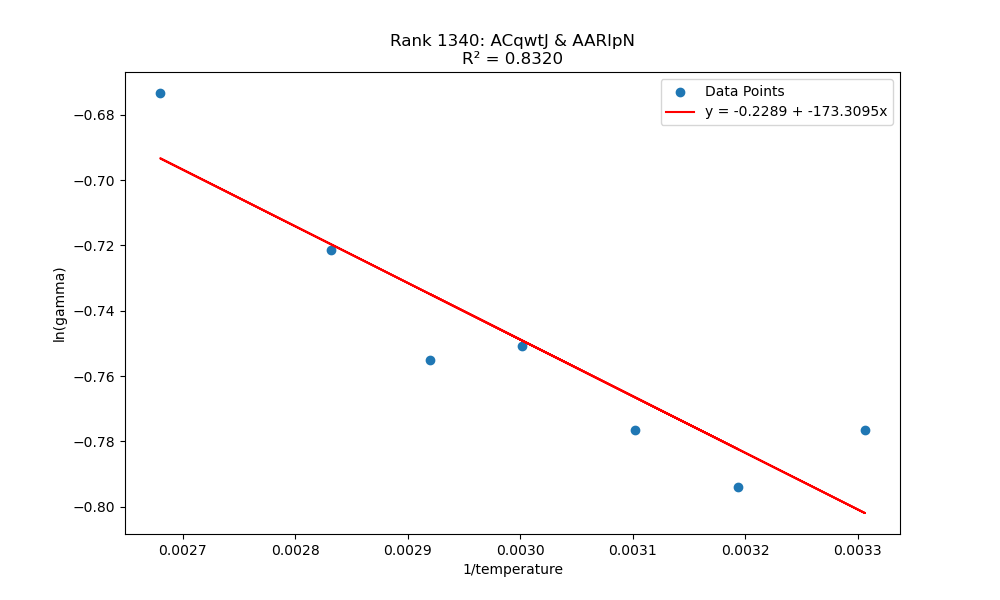 Rank 1340: ACqwtJ & AARlpN
R² = 0.8320
Data Points
y = -0.2289 + -173.3095x
ln(gamma)
−0.68
−0.70
−0.72
−0.74
−0.76
−0.78
−0.80
0.0027
0.0028
0.0029
0.0030
0.0031
0.0032
0.0033
1/temperature